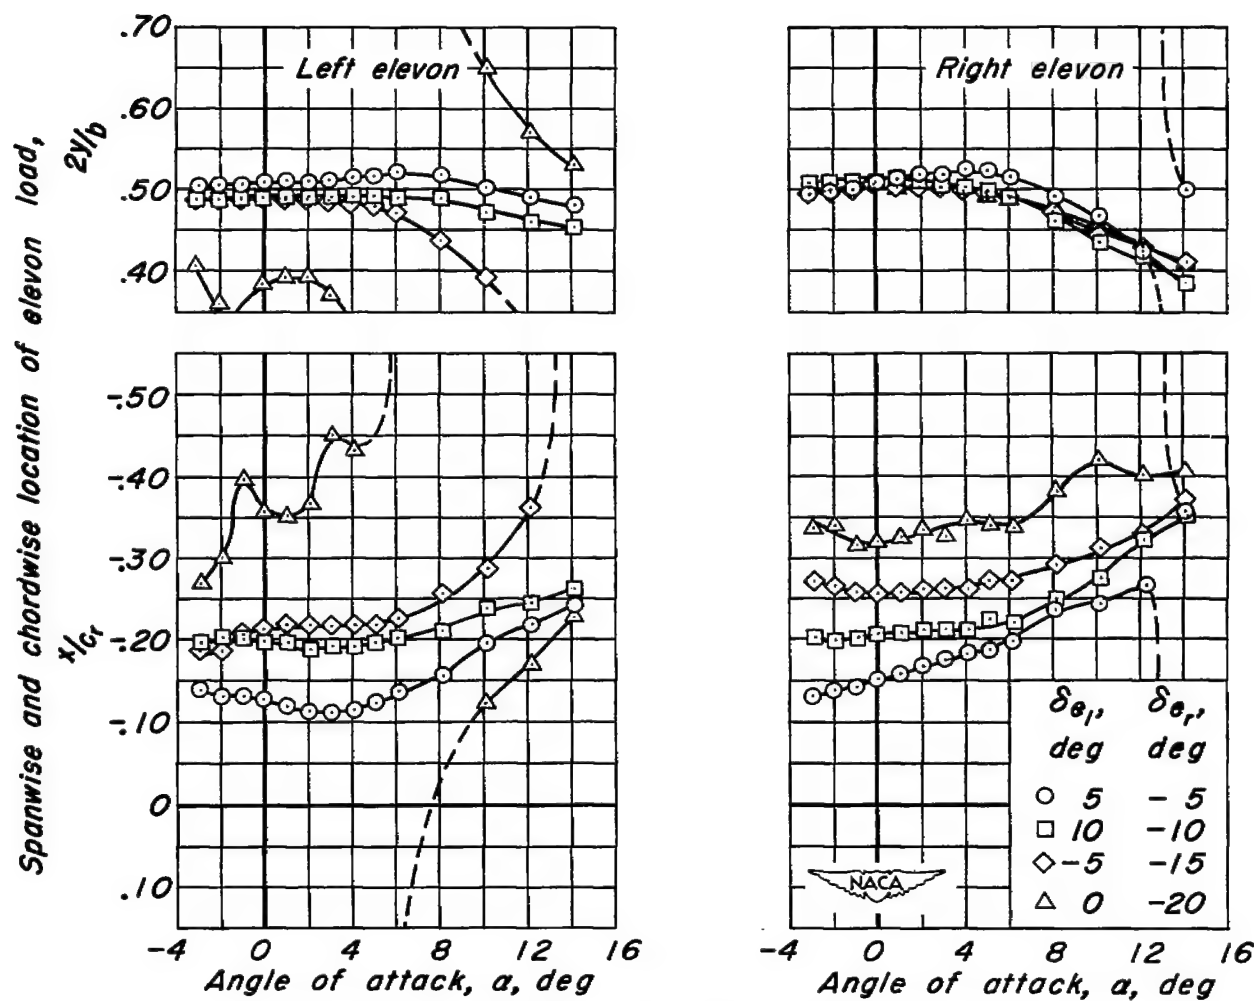 Spanwise and chordwise location of elevon load,
2y/b
x/cr
.70
.60
.50
.40
Left elevon
Right elevon
-.50
-.40
-.30
-.20
-.10
0
.10
-4 0 4 8 12 16
Angle of attack, α, deg
-4 0 4 8 12 16
Angle of attack, α, deg
δel, δer,
deg deg
5 -5
10 -10
-5 -15
0 -20
NACA